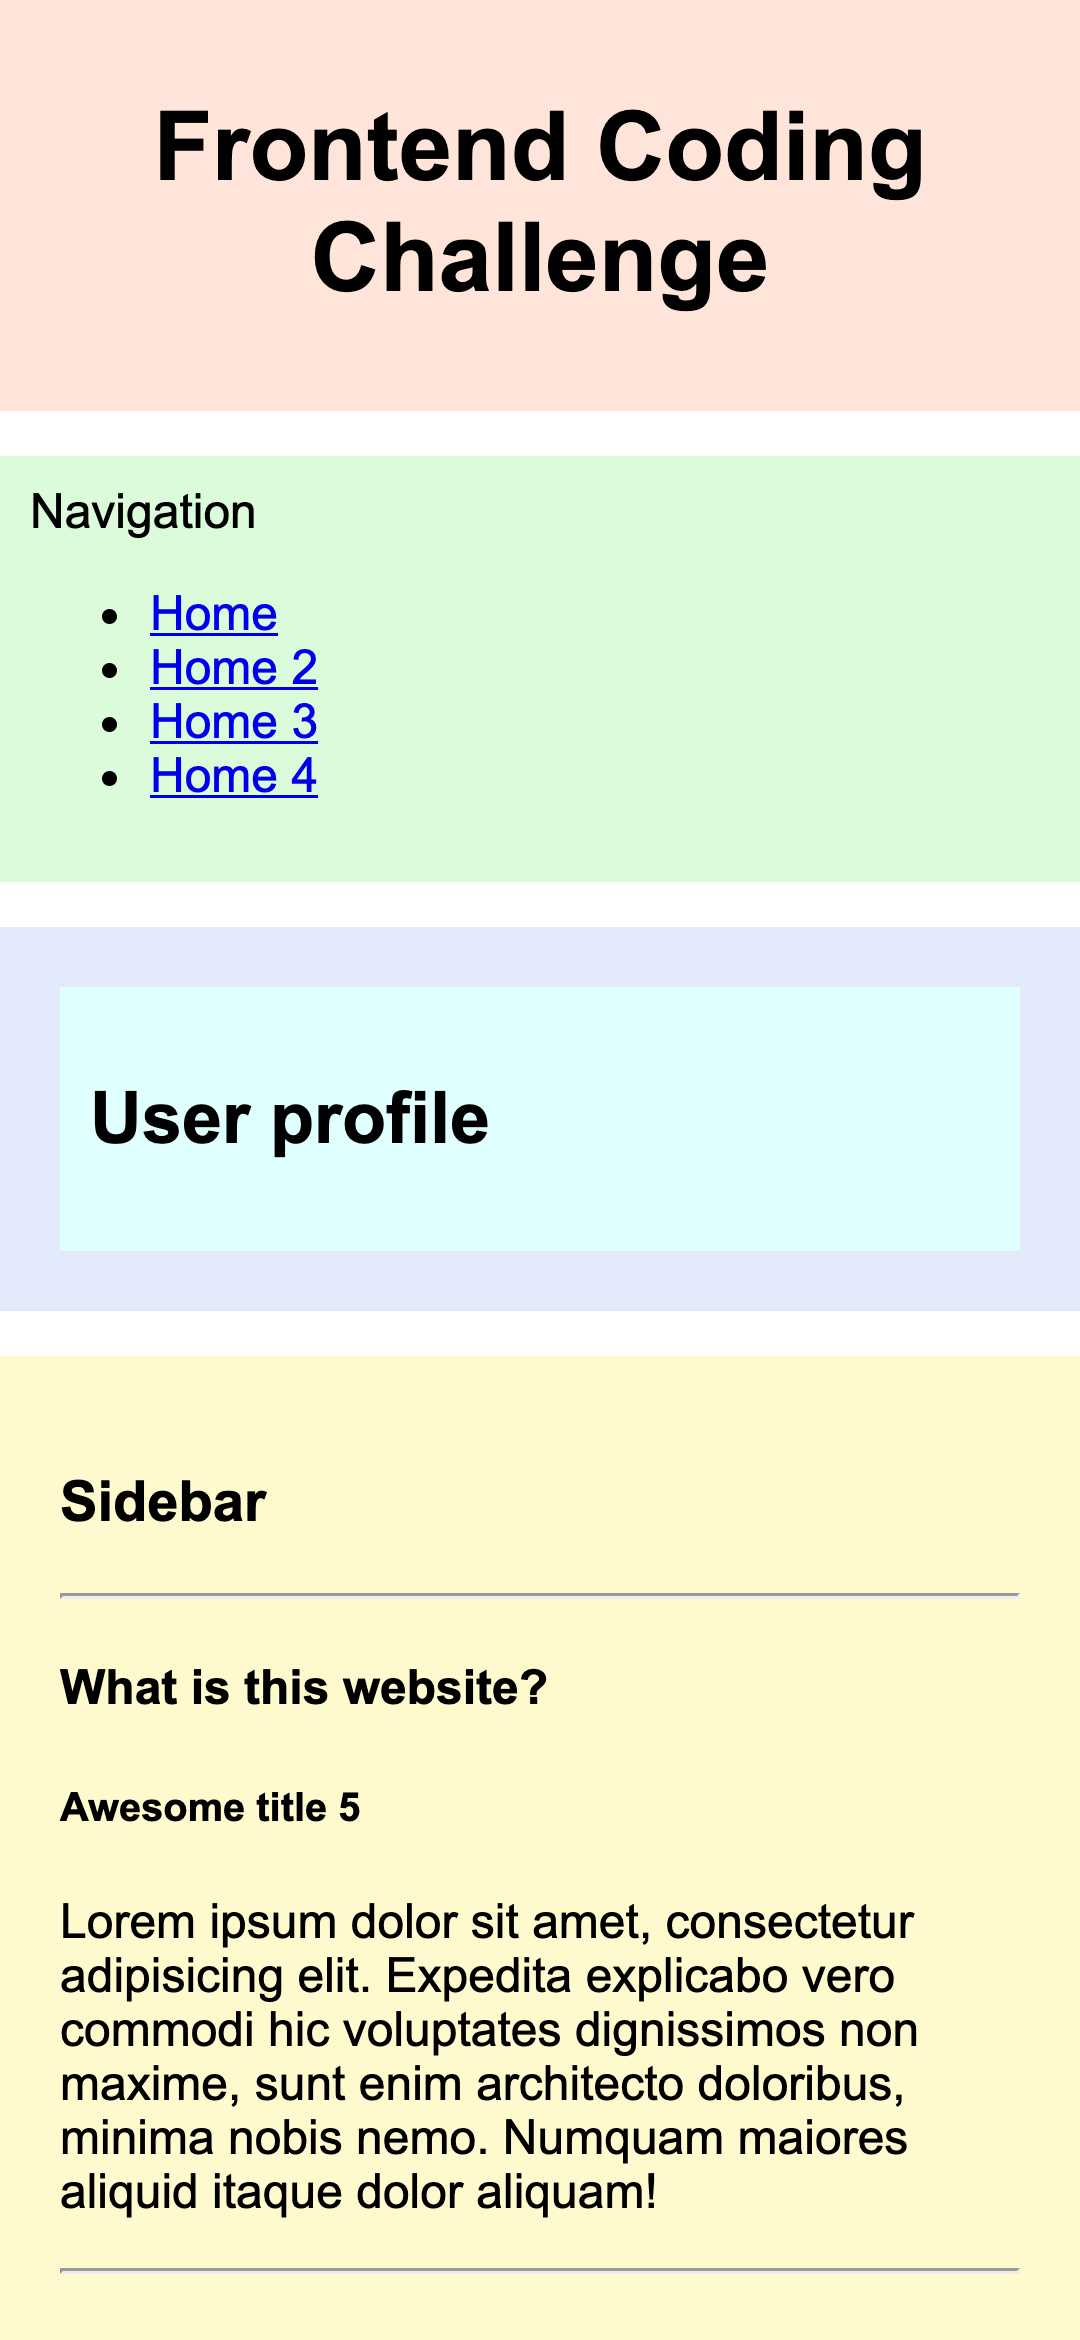 Frontend Coding
Challenge
Navigation
Home
Home 2
Home 3
Home 4
User profile
Sidebar
What is this website?
Awesome title 5
Lorem ipsum dolor sit amet, consectetur
adipisicing elit. Expedita explicabo vero
commodi hic voluptates dignissimos non
maxime, sunt enim architecto doloribus,
minima nobis nemo. Numquam maiores
aliquid itaque dolor aliquam!